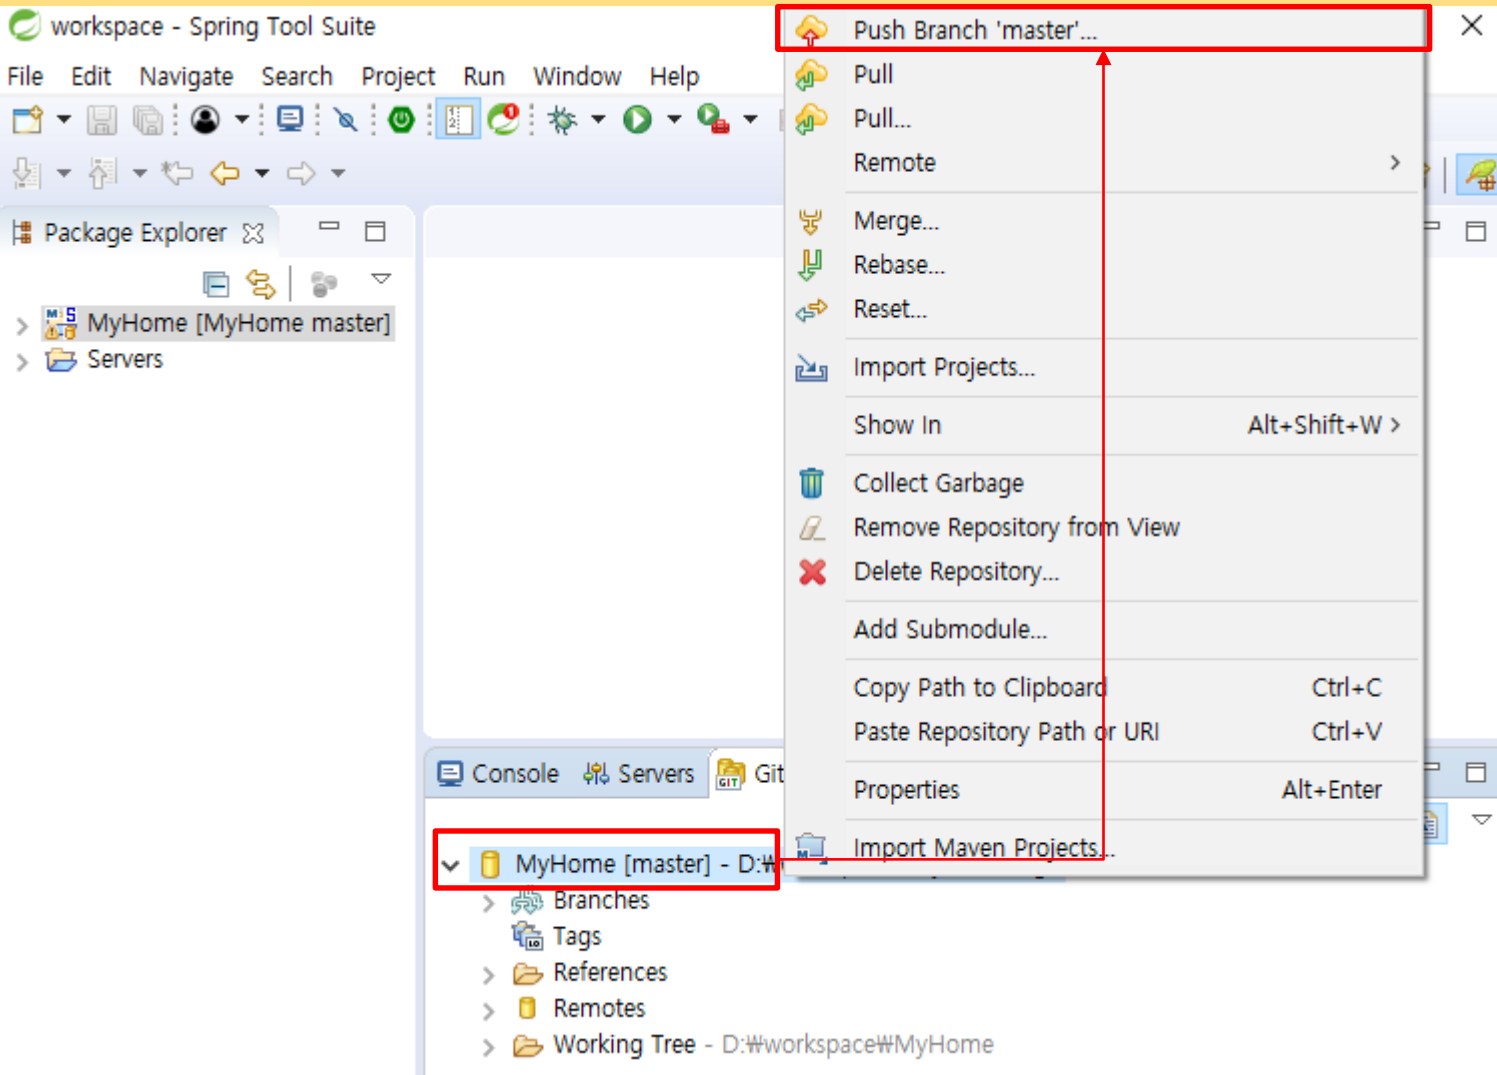 workspace - Spring Tool Suite
File Edit Navigate Search Project Run Window Help
Package Explorer
MyHome [MyHome master]
Servers
Push Branch 'master'...
Pull
Pull...
Remote
Merge...
Rebase...
Reset...
Import Projects...
Show In Alt+Shift+W >
Collect Garbage
Remove Repository from View
Delete Repository...
Add Submodule...
Copy Path to Clipboard Ctrl+C
Paste Repository Path or URI Ctrl+V
Properties Alt+Enter
Import Maven Projects...
Console Servers Git
MyHome [master] - D:₩
Branches
Tags
References
Remotes
Working Tree - D:₩workspace₩MyHome